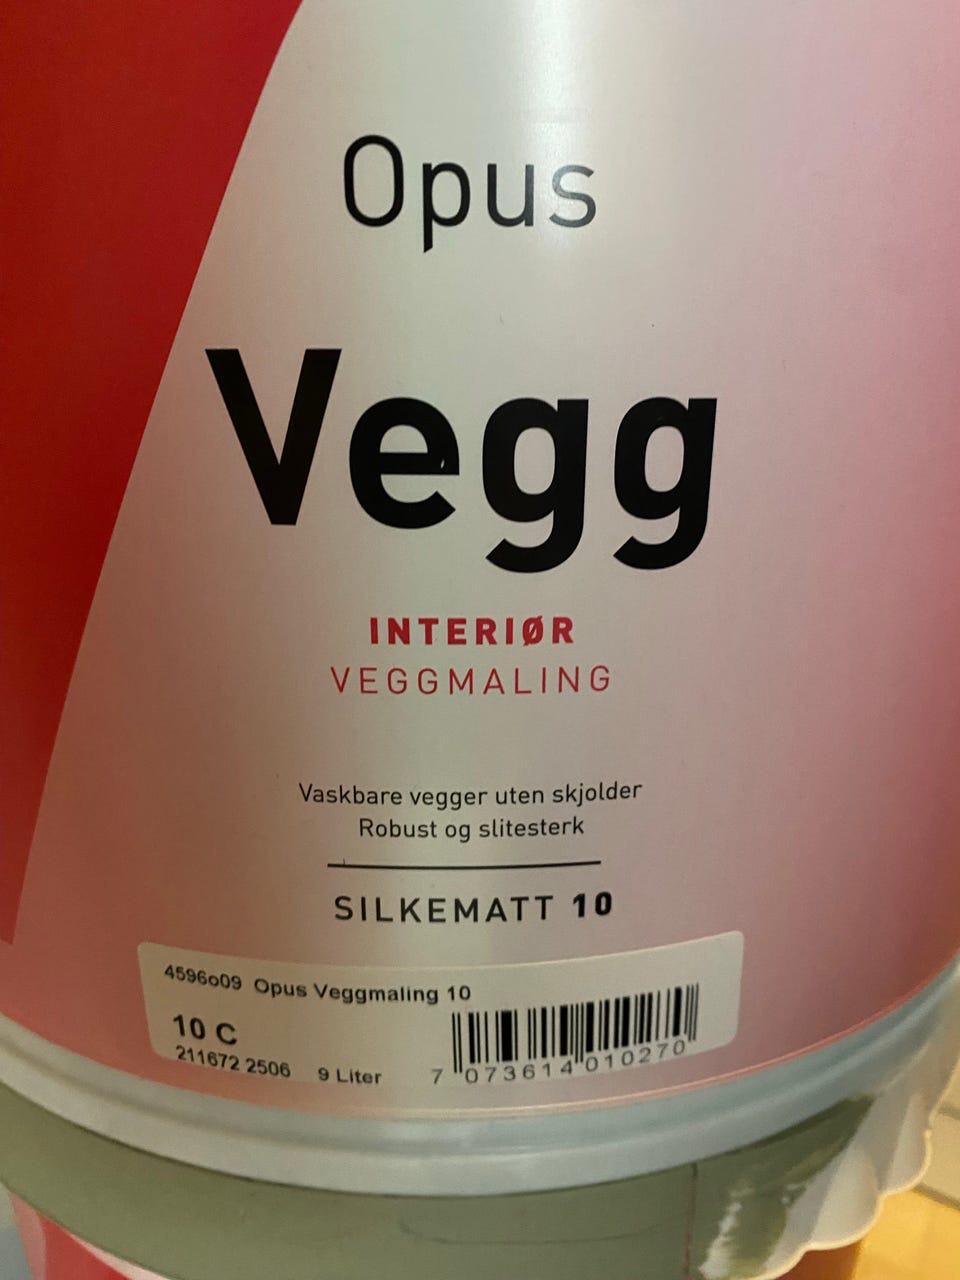 Opus
Vegg
INTERIØR
VEGGMALING
Vaskbare vegger uten skjolder
Robust og slitesterk
SILKEMATT 10
4596009 Opus Veggmaling 10
10 C
211672 2506 9 Liter
7 073614 010270